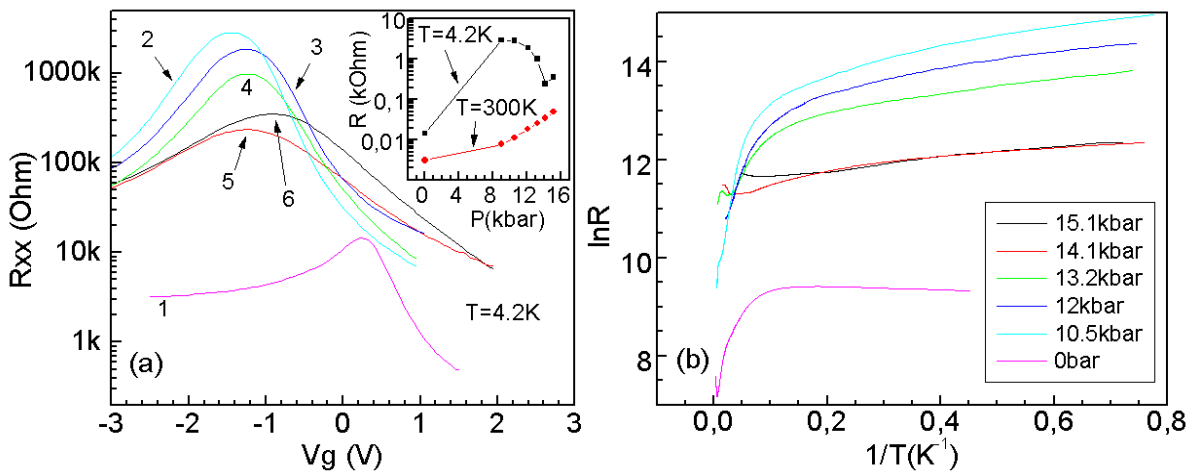 Rxx (Ohm)
1000k
100k
10k
1k
-3
-2
-1
0
1
2
3
Vg (V)
(a)
T=4.2K
1
2
3
4
5
6
R (kOhm)
10
1
0,1
0,01
T=4.2K
T=300K
0
4
8
12
16
P(kbar)
lnR
14
12
10
8
0,0
0,2
0,4
0,6
0,8
1/T(K⁻¹)
(b)
15.1kbar
14.1kbar
13.2kbar
12kbar
10.5kbar
0bar